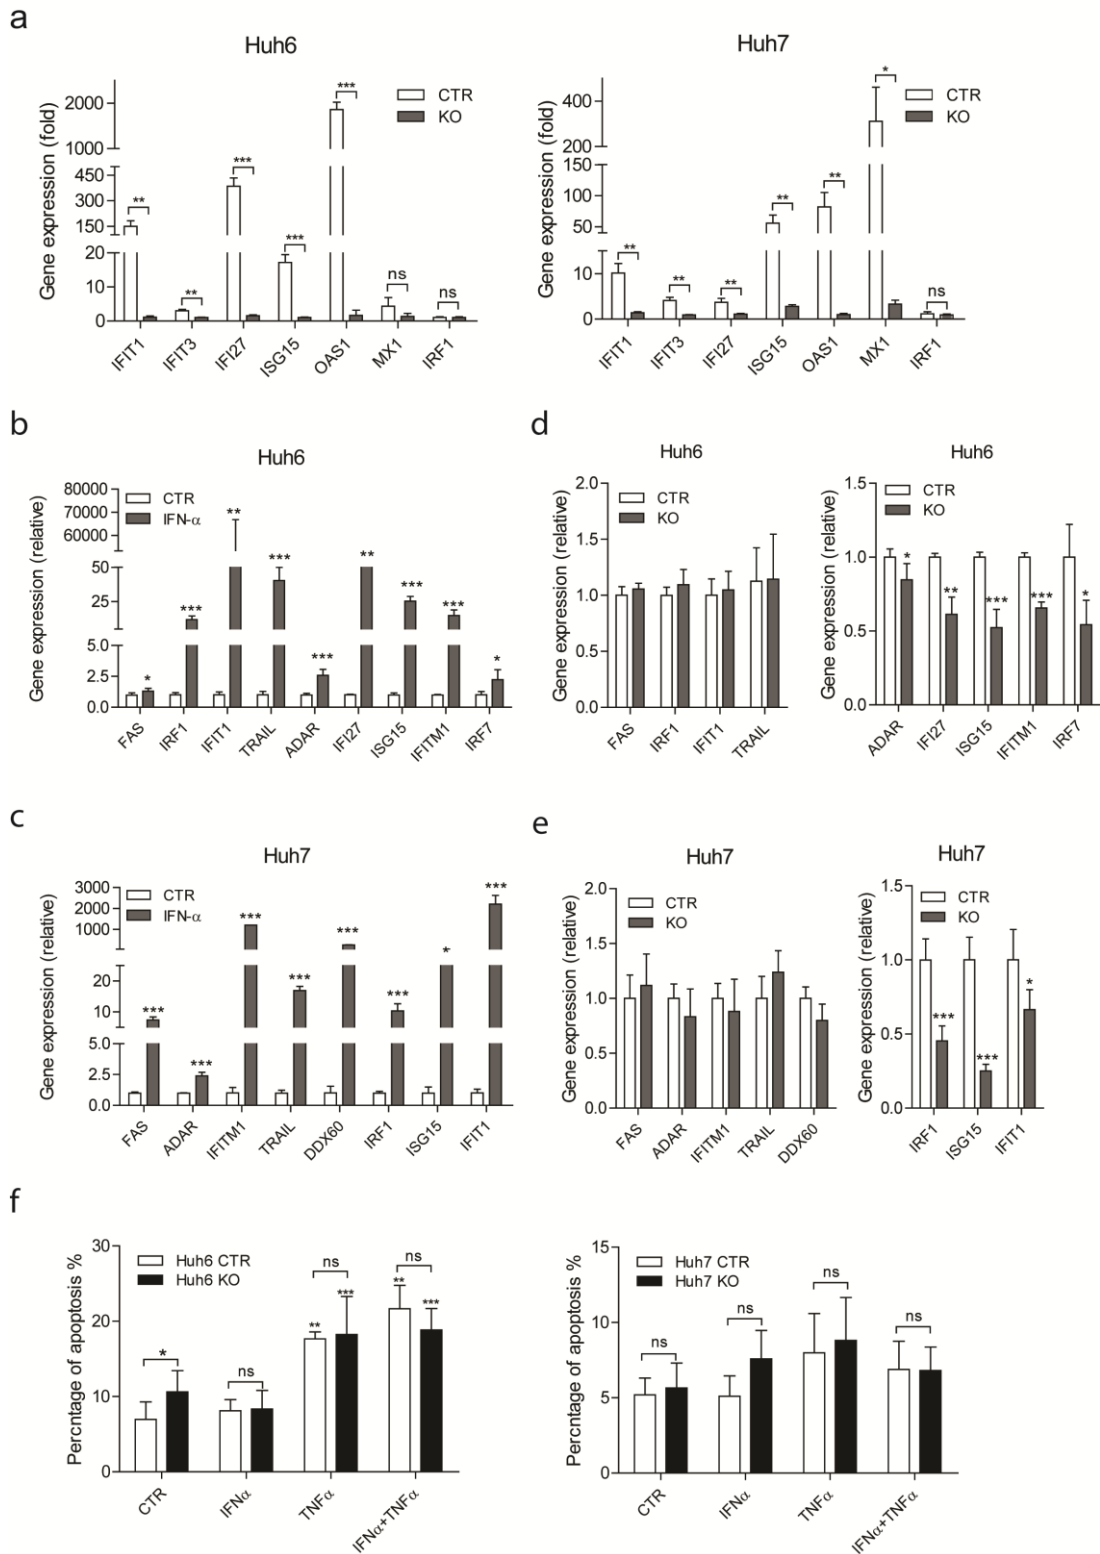 a
Huh6
Gene expression (fold)
2000
1000
450
300
150
20
10
0
CTR
KO
**
**
***
***
***
ns
ns
IFIT1
IFIT3
IFI27
ISG15
OAS1
MX1
IRF1
Huh7
Gene expression (fold)
400
200
150
100
50
10
0
CTR
KO
**
**
**
**
**
*
ns
IFIT1
IFIT3
IFI27
ISG15
OAS1
MX1
IRF1
b
Huh6
Gene expression (relative)
80000
70000
60000
50
25
5.0
2.5
0.0
CTR
IFN-α
*
***
**
***
***
**
***
***
*
FAS
IRF1
IFIT1
TRAIL
ADAR
IFI27
ISG15
IFITM1
IRF7
d
Huh6
Gene expression (relative)
2.0
1.5
1.0
0.5
0.0
CTR
KO
FAS
IRF1
IFIT1
TRAIL
Huh6
Gene expression (relative)
1.5
1.0
0.5
0.0
CTR
KO
*
**
***
***
*
ADAR
IFI27
ISG15
IFITM1
IRF7
c
Huh7
Gene expression (relative)
3000
2000
1000
20
10
5.0
2.5
0.0
CTR
IFN-α
***
***
***
***
***
***
*
***
FAS
ADAR
IFITM1
TRAIL
DDX60
IRF1
ISG15
IFIT1
e
Huh7
Gene expression (relative)
2.0
1.5
1.0
0.5
0.0
CTR
KO
FAS
ADAR
IFITM1
TRAIL
DDX60
Huh7
Gene expression (relative)
1.5
1.0
0.5
0.0
CTR
KO
***
***
*
IRF1
ISG15
IFIT1
f
Percntage of apoptosis %
30
20
10
0
Huh6 CTR
Huh6 KO
*
ns
ns
**
***
ns
**
***
CTR
IFNα
TNFα
IFNα+TNFα
Percntage of apoptosis %
15
10
5
0
Huh7 CTR
Huh7 KO
ns
ns
ns
ns
CTR
IFNα
TNFα
IFNα+TNFα